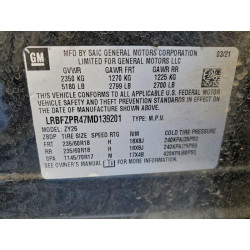 GM
MFD BY SAIC GENERAL MOTORS CORPORATION
LIMITED FOR GENERAL MOTORS LLC
03/21
GVWR GAWR FRT GAWR RR
2350 KG 1270 KG 1225 KG
5180 LB 2799 LB 2700 LB
THIS VEHICLE CONFORMS TO ALL APPLICABLE U.S.
FEDERAL MOTOR VEHICLE SAFETY, BUMPER, AND
THEFT PREVENTION STANDARDS IN EFFECT ON THE
DATE OF MANUFACTURE SHOWN ABOVE.
LRBFZPR47MD139201 TYPE: M.P.V.
MODEL: ZY26
TIRE SIZE SPEED RTG RIM COLD TIRE PRESSURE
FRT 235/60R18 H 18X8J 240KPA(35PSI)
RR 235/60R18 H 18X8J 240KPA(35PSI)
SPA T145/70R17 M 17X4B 420KPA(60PSI)
SEE OWNER'S MANUAL